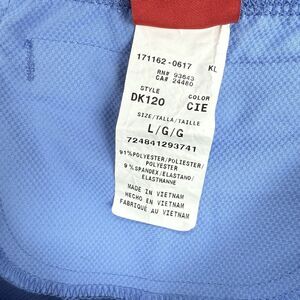 171162-0617 KL
RN# 93643
CA# 24480
STYLE COLOR
DK120 CIE
SIZE/TALLA/TAILLE
L/G/G
724841293741
91%POLYESTER/POLIESTER/
POLYESTER
9%SPANDEX/ELASTANO/
ELASTHANNE
MADE IN VIETNAM
HECHO EN VIETNAM
FABRIQUÉ AU VIETNAM